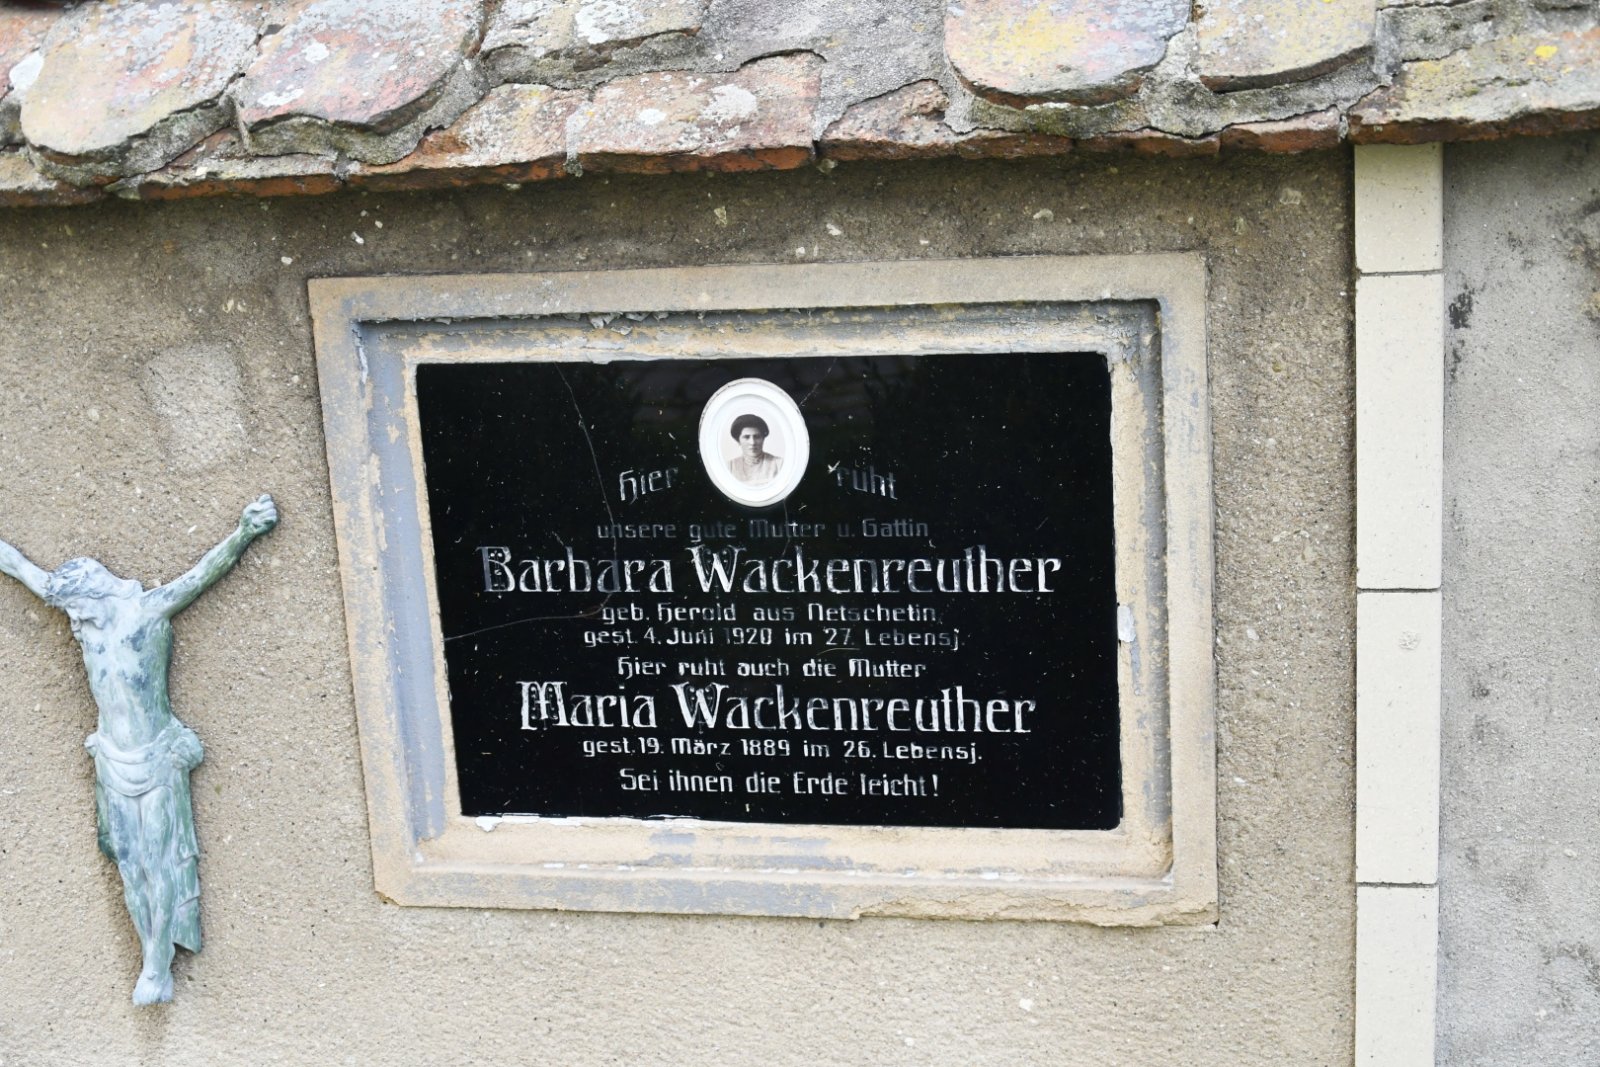 Hier ruht
unsere gute Mutter u. Gattin,
Barbara Wackenreuther
geb. Herold aus Netschetin,
gest. 4. Juni 1920 im 27. Lebensj.
Hier ruht auch die Mutter
Maria Wackenreuther
gest. 19. März 1889 im 26. Lebensj.
Sei ihnen die Erde leicht!